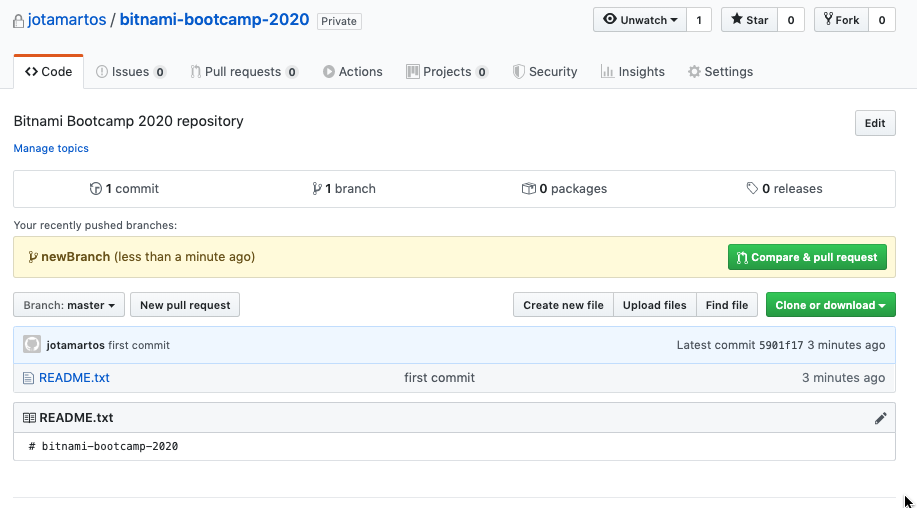 jotamartos / bitnami-bootcamp-2020 Private Unwatch 1 Star 0 Fork 0
Code Issues 0 Pull requests 0 Actions Projects 0 Security Insights Settings
Bitnami Bootcamp 2020 repository Edit
Manage topics
1 commit 1 branch 0 packages 0 releases
Your recently pushed branches:
newBranch (less than a minute ago) Compare & pull request
Branch: master New pull request Create new file Upload files Find file Clone or download
jotamartos first commit Latest commit 5901f17 3 minutes ago
README.txt first commit 3 minutes ago
README.txt
# bitnami-bootcamp-2020